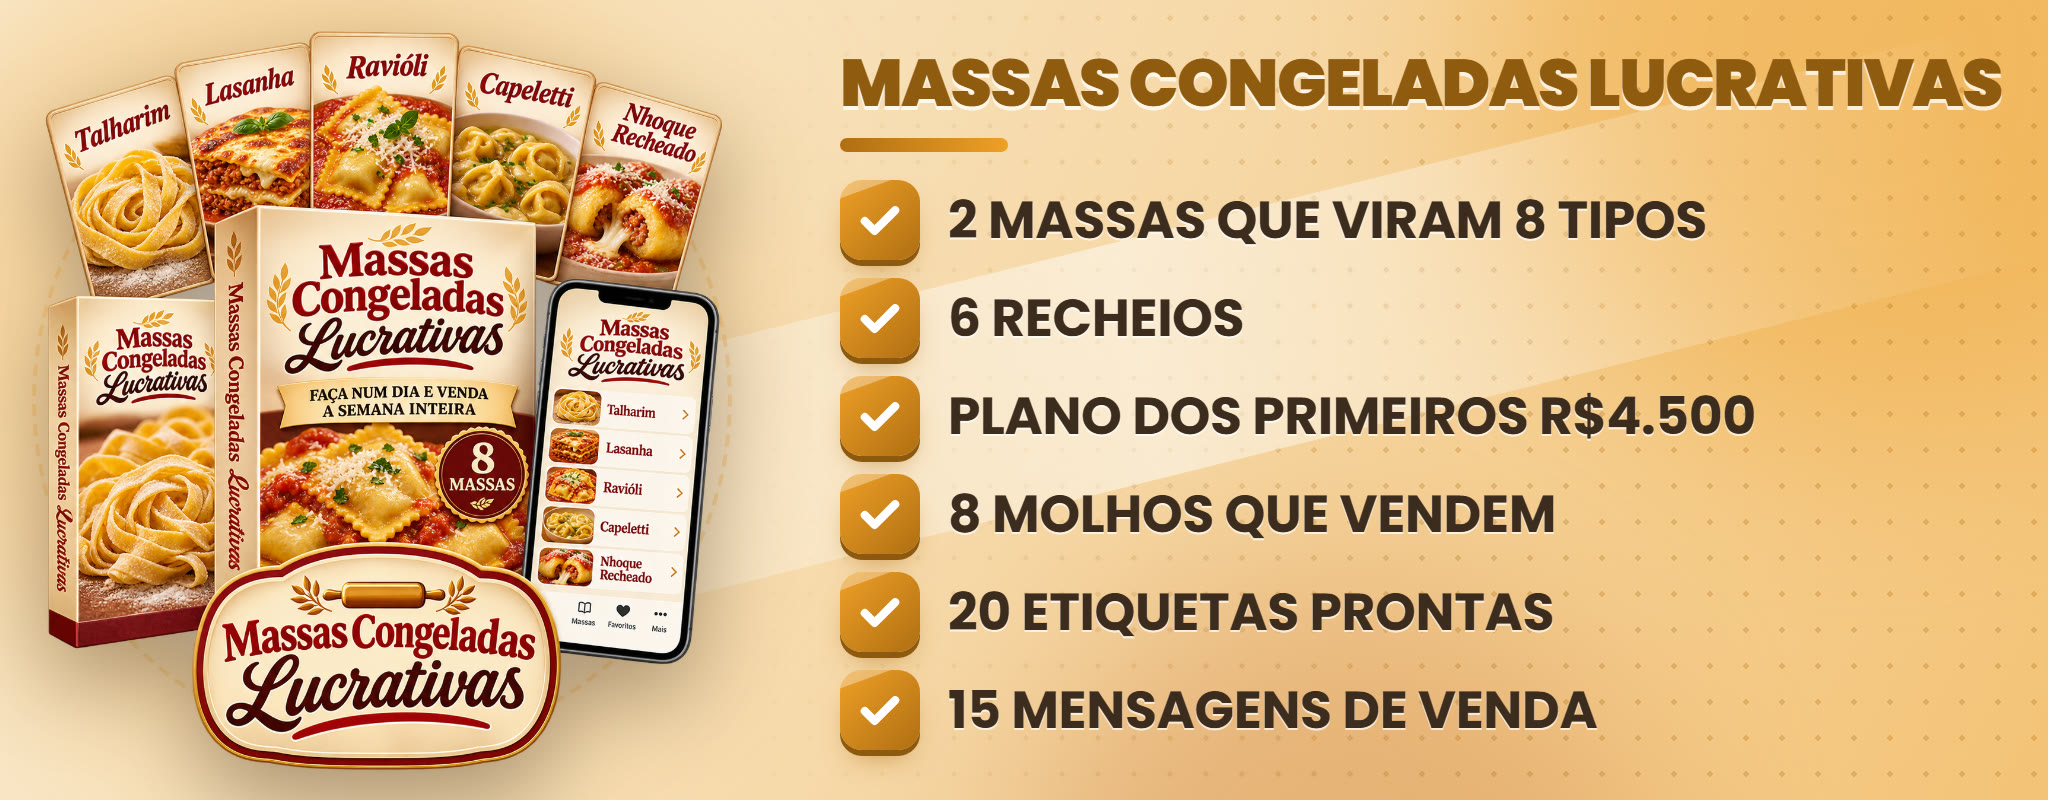 Talharim
Lasanha
Ravióli
Capeletti
Nhoque
Recheado
Massas
Congeladas
Lucrativas
Massas Congeladas Lucrativas
Massas Congeladas Lucrativas
Massas
Congeladas
Lucrativas
FAÇA NUM DIA E VENDA
A SEMANA INTEIRA
8
MASSAS
Massas
Congeladas
Lucrativas
Talharim
Lasanha
Ravióli
Capeletti
Nhoque
Recheado
Massas
Favoritos
Mais
Massas Congeladas
Lucrativas
MASSAS CONGELADAS LUCRATIVAS
2 MASSAS QUE VIRAM 8 TIPOS
6 RECHEIOS
PLANO DOS PRIMEIROS R$4.500
8 MOLHOS QUE VENDEM
20 ETIQUETAS PRONTAS
15 MENSAGENS DE VENDA